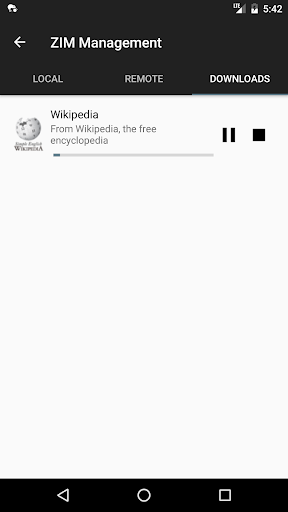 LTE 5:42
ZIM Management
LOCAL REMOTE DOWNLOADS
Wikipedia
From Wikipedia, the free
encyclopedia
Simple English
WIKIPEDIA